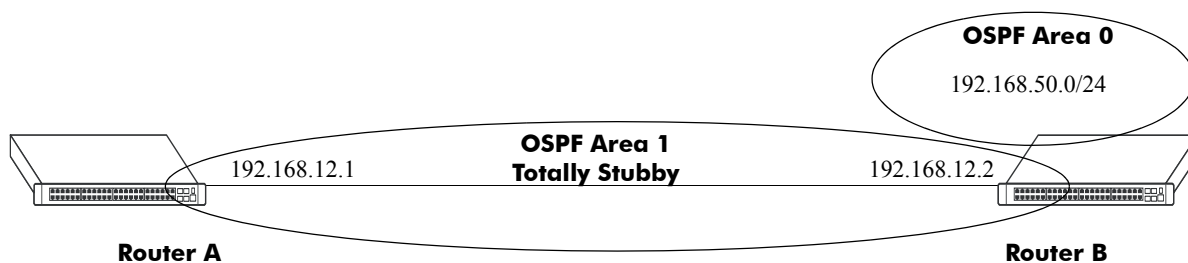 OSPF Area 0
192.168.50.0/24
OSPF Area 1
Totally Stubby
192.168.12.1
192.168.12.2
Router A
Router B